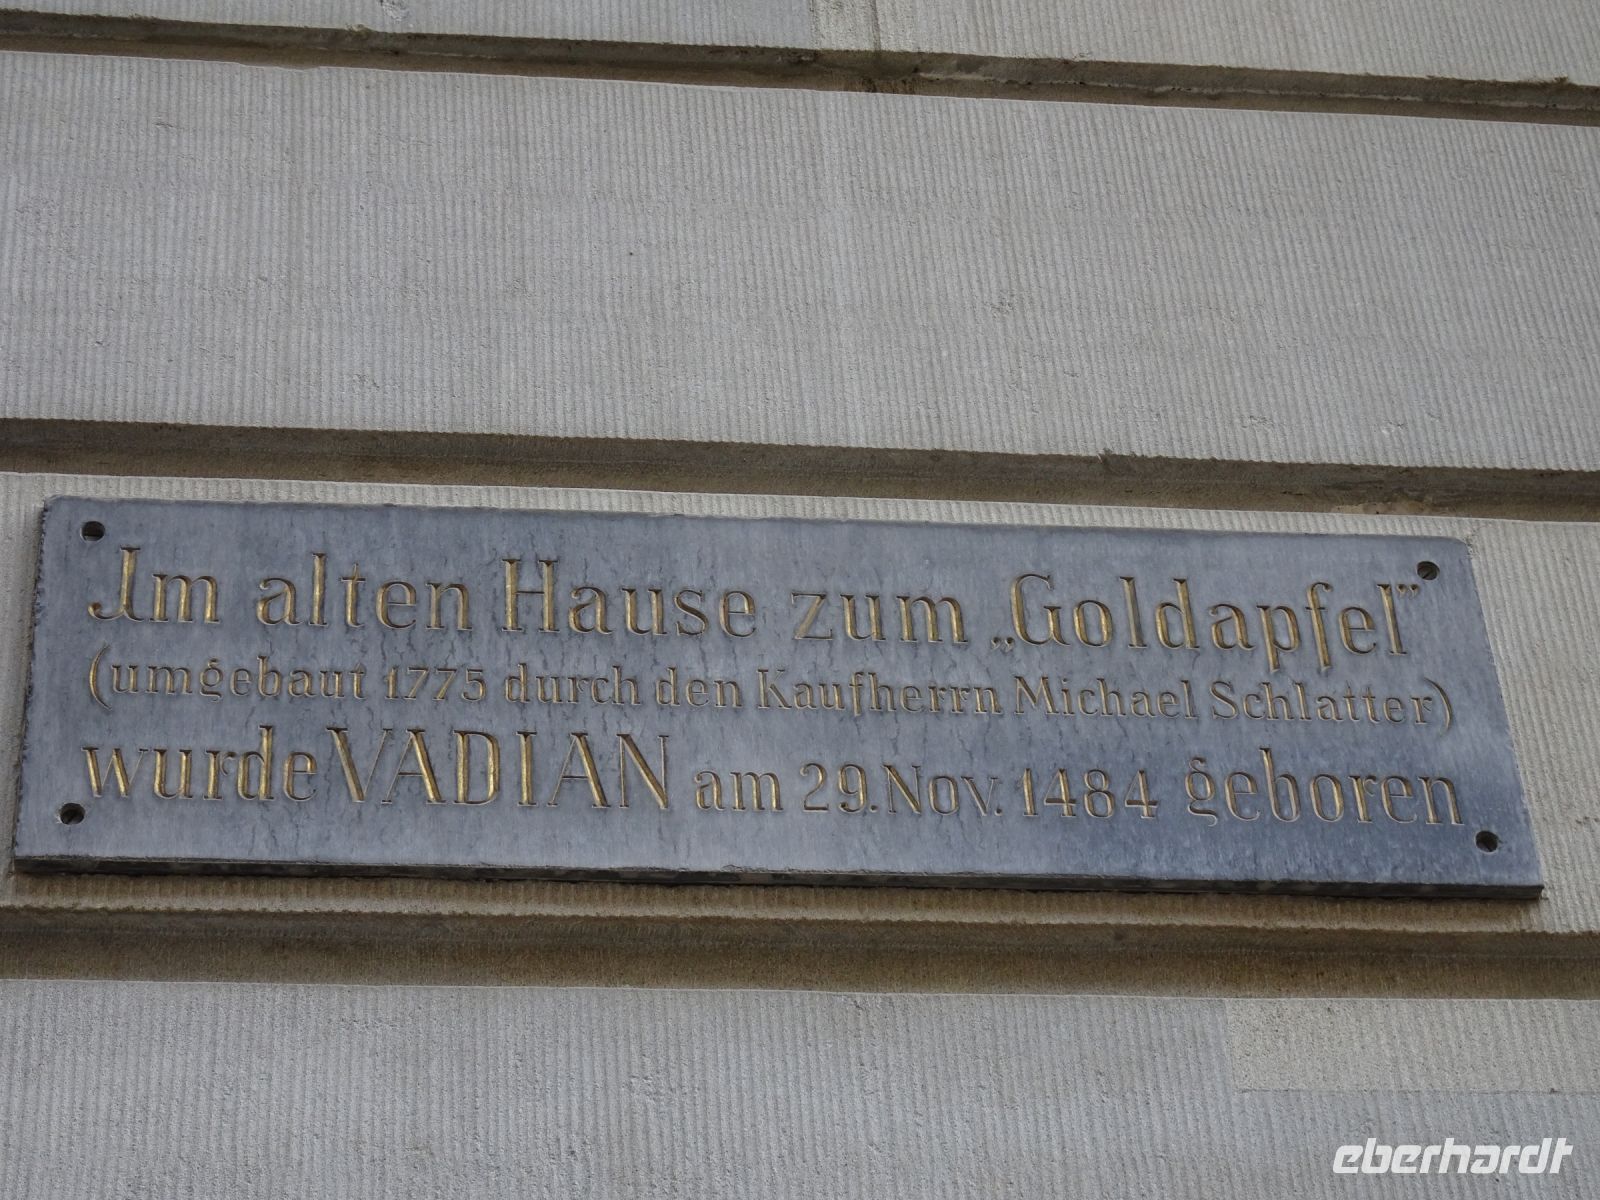 Im alten Hause zum „Goldapfel"
(umgebaut 1775 durch den Kaufherrn Michael Schlatter)
wurde VADIAN am 29. Nov. 1484 geboren
eberhardt